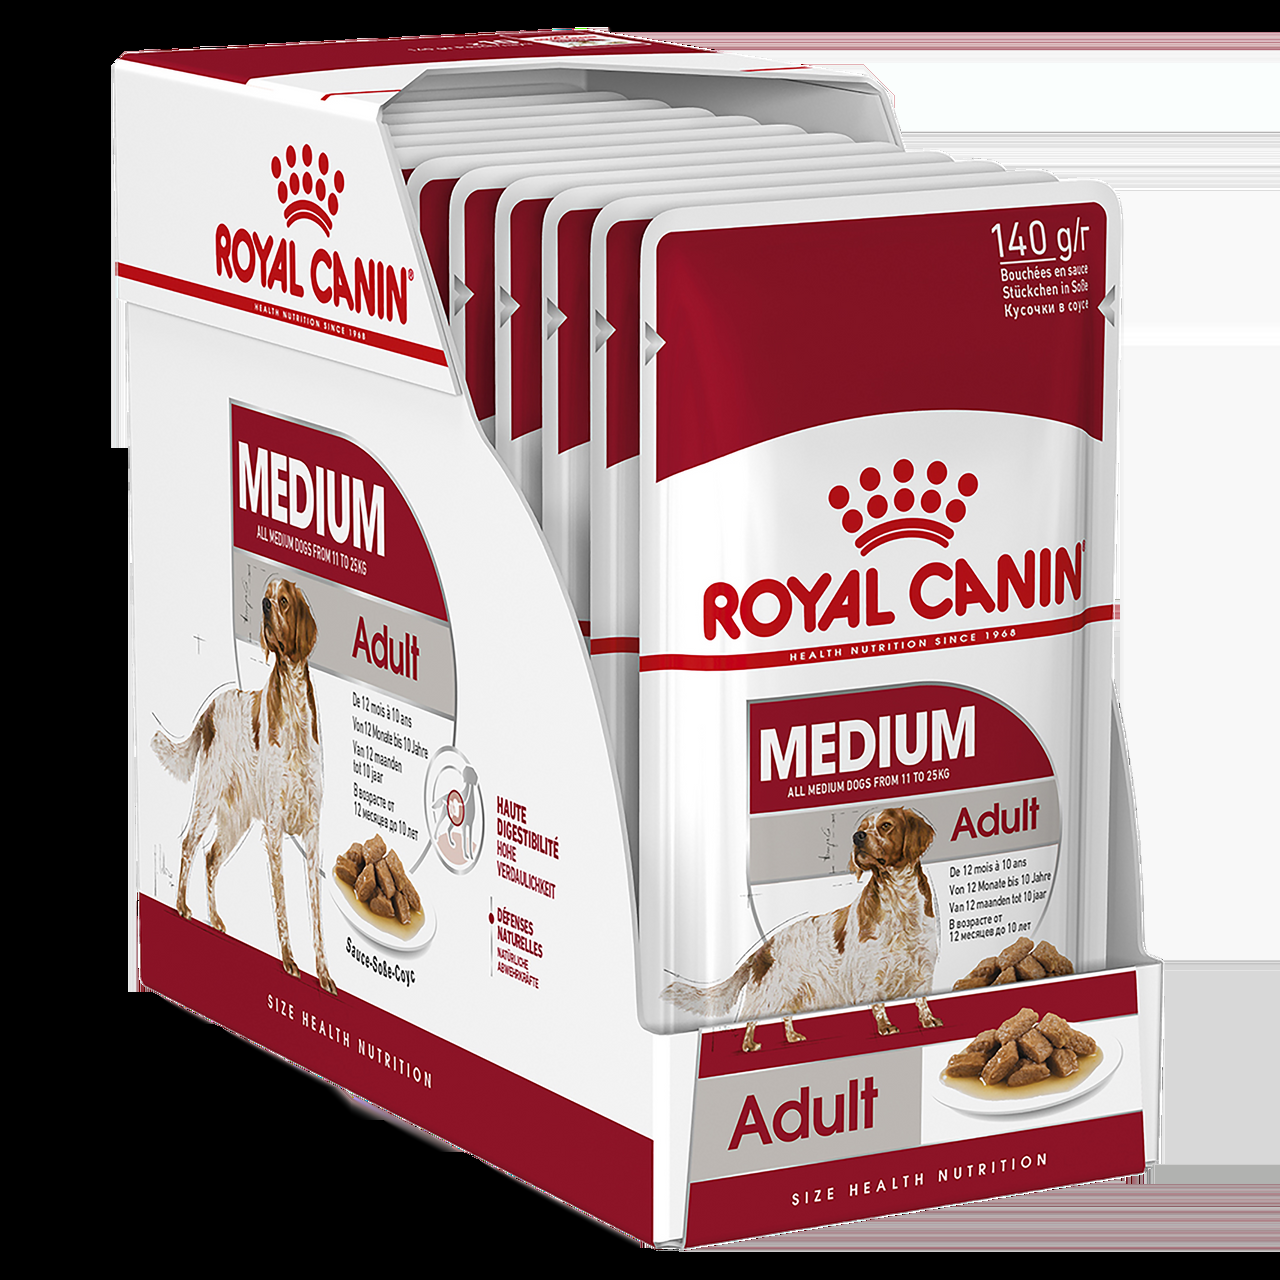 ROYAL CANIN®
HEALTH NUTRITION SINCE 1968
MEDIUM
ALL MEDIUM DOGS FROM 11 TO 25KG
Adult
De 12 mois à 10 ans
Von 12 Monate bis 10 Jahre
Van 12 maanden
tot 10 jaar
В возрасте от
12 месяцев до 10 лет
HAUTE
DIGESTIBILITÉ
HOHE
VERDAULICHKEIT
DÉFENSES
NATURELLES
NATÜRLICHE
ABWEHRKRÄFTE
Sauce-Soße-Соус
SIZE HEALTH NUTRITION
140 g/г
Bouchées en sauce
Stückchen in Soße
Кусочки в соусе
ROYAL CANIN®
HEALTH NUTRITION SINCE 1968
MEDIUM
ALL MEDIUM DOGS FROM 11 TO 25KG
Adult
De 12 mois à 10 ans
Von 12 Monate bis 10 Jahre
Van 12 maanden tot 10 jaar
В возрасте от
12 месяцев до 10 лет
Adult
SIZE HEALTH NUTRITION